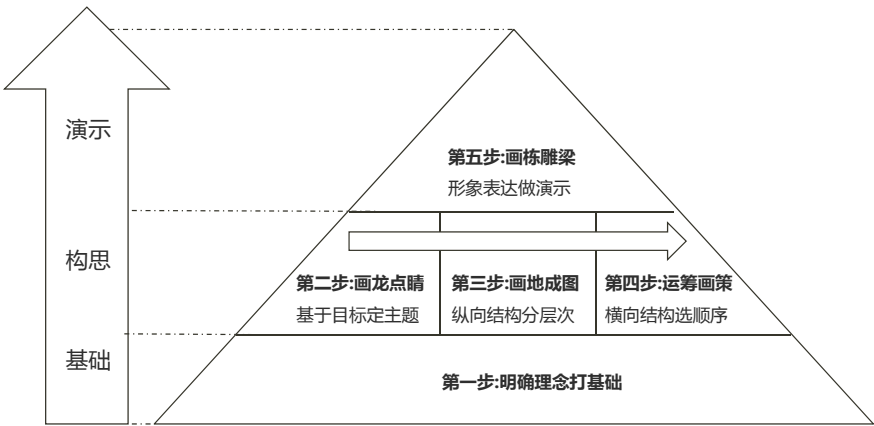 演示
构思
基础
第五步:画栋雕梁
形象表达做演示
第二步:画龙点睛
基于目标定主题
第三步:画地成图
纵向结构分层次
第四步:运筹画策
横向结构选顺序
第一步:明确理念打基础